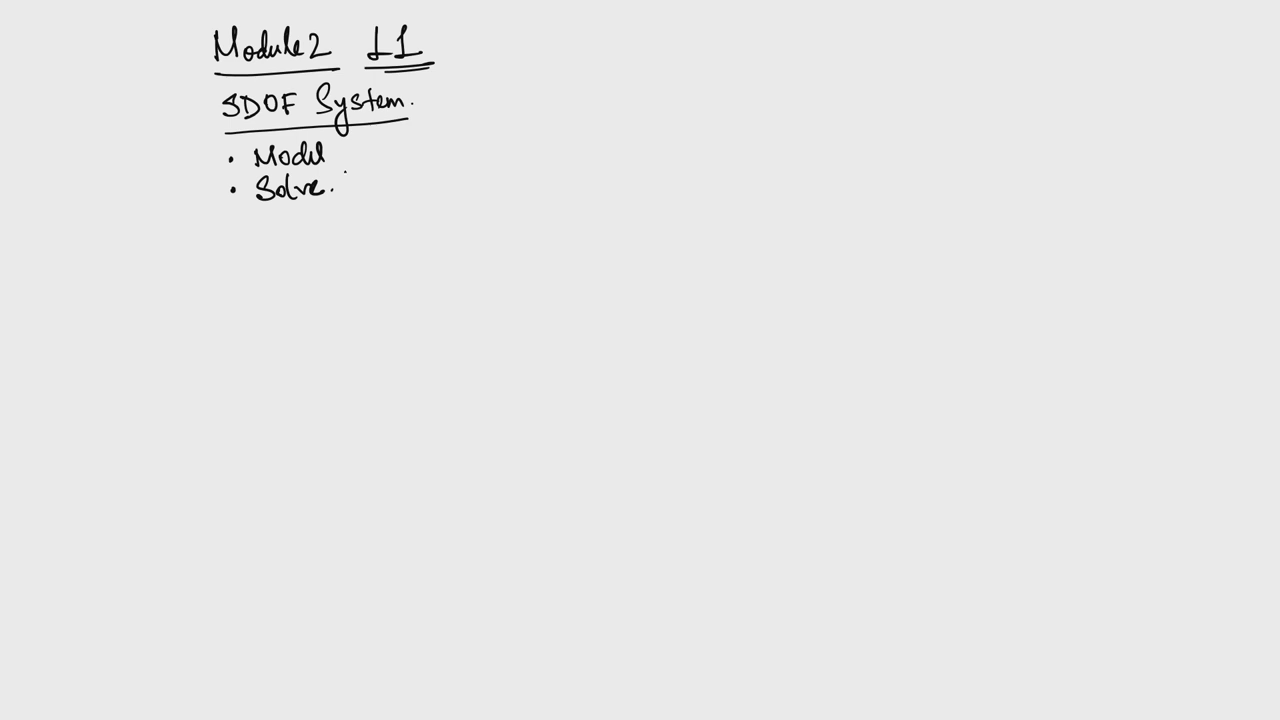 Module 2 L1
SDOF System.
• Model
• Solve.